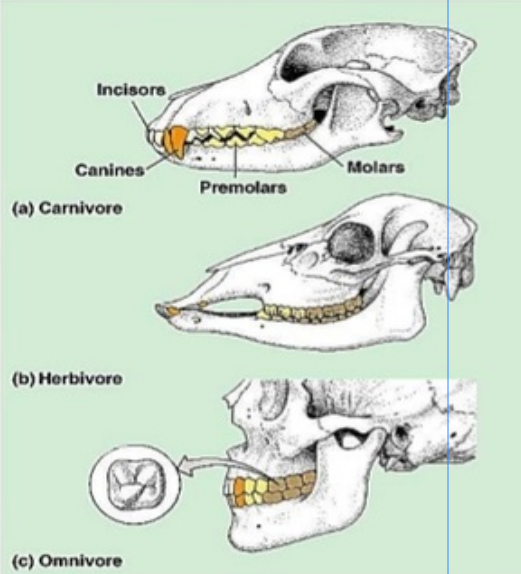 Incisors
Canines
Premolars
Molars
(a) Carnivore
(b) Herbivore
(c) Omnivore